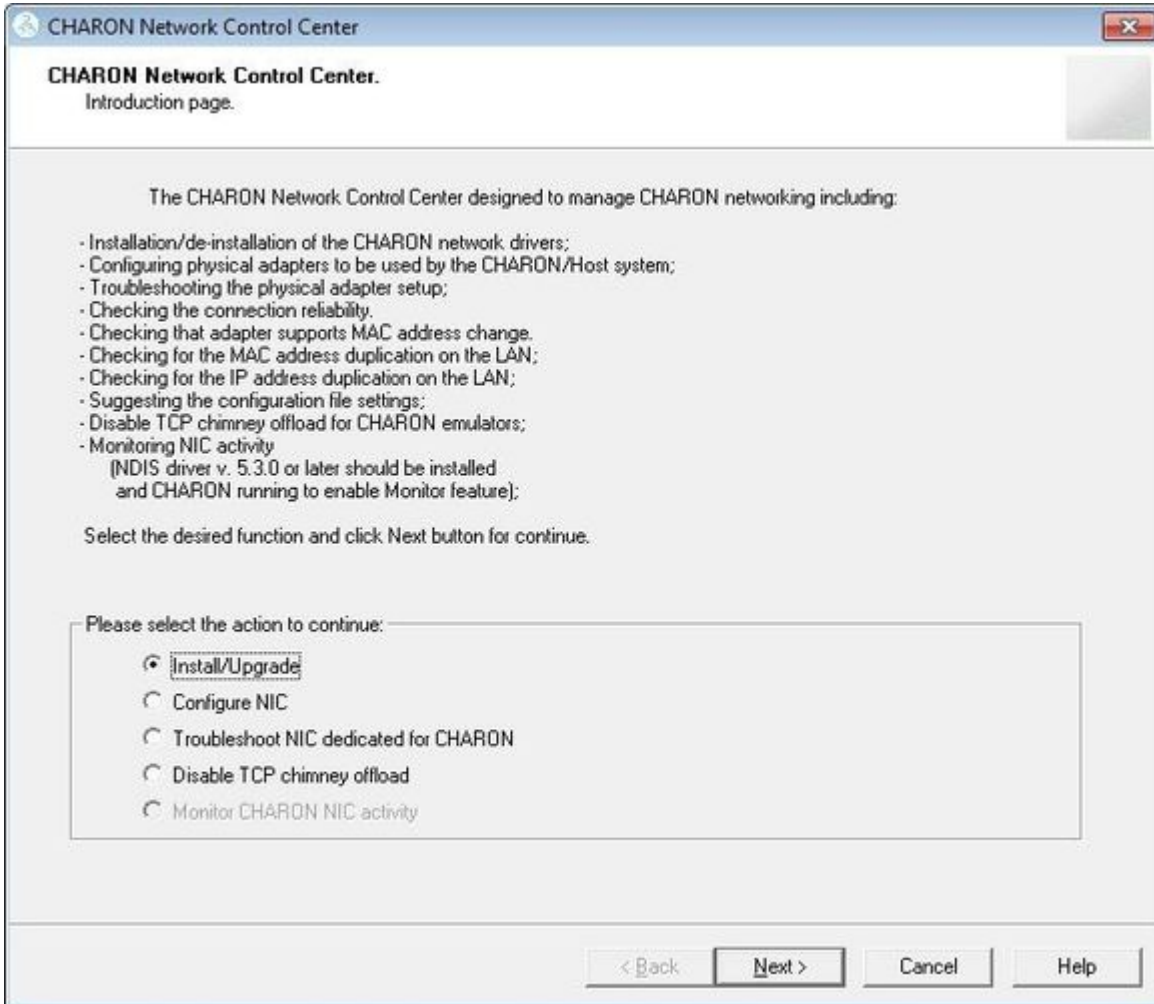 CHARON Network Control Center
CHARON Network Control Center.
Introduction page.
The CHARON Network Control Center designed to manage CHARON networking including:
- Installation/de-installation of the CHARON network drivers;
- Configuring physical adapters to be used by the CHARON/Host system;
- Troubleshooting the physical adapter setup;
- Checking the connection reliability.
- Checking that adapter supports MAC address change.
- Checking for the MAC address duplication on the LAN;
- Checking for the IP address duplication on the LAN;
- Suggesting the configuration file settings;
- Disable TCP chimney offload for CHARON emulators;
- Monitoring NIC activity
(NDIS driver v. 5.3.0 or later should be installed
and CHARON running to enable Monitor feature);
Select the desired function and click Next button for continue.
Please select the action to continue:
Install/Upgrade
Configure NIC
Troubleshoot NIC dedicated for CHARON
Disable TCP chimney offload
Monitor CHARON NIC activity
< Back
Next >
Cancel
Help